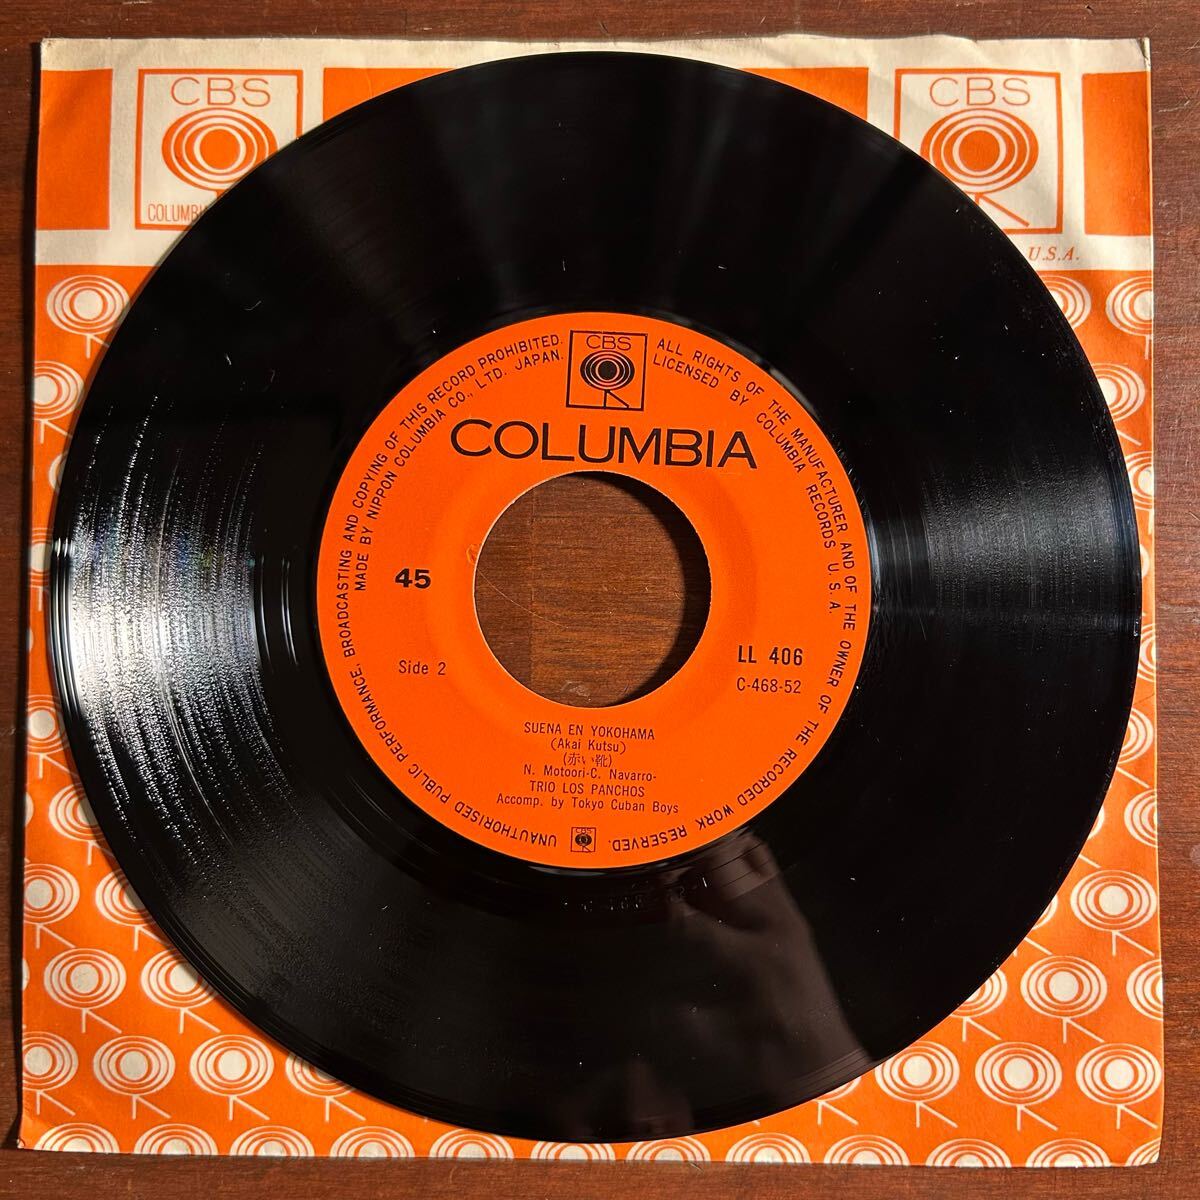 CBS
COLUMBI
CBS
U.S.A.
CBS
COLUMBIA
45
Side 2
LL 406
C-468-52
SUENA EN YOKOHAMA
(Akai Kutsu)
(赤い靴)
N. Motoori-C. Navarro-
TRIO LOS PANCHOS
Accomp. by Tokyo Cuban Boys
CBS
ALL RIGHTS OF THE MANUFACTURER AND OF THE OWNER OF THE RECORDED WORK RESERVED.
UNAUTHORISED PUBLIC PERFORMANCE, BROADCASTING AND COPYING OF THIS RECORD PROHIBITED.
MADE BY NIPPON COLUMBIA CO., LTD. JAPAN.
LICENSED BY COLUMBIA RECORDS U.S.A.